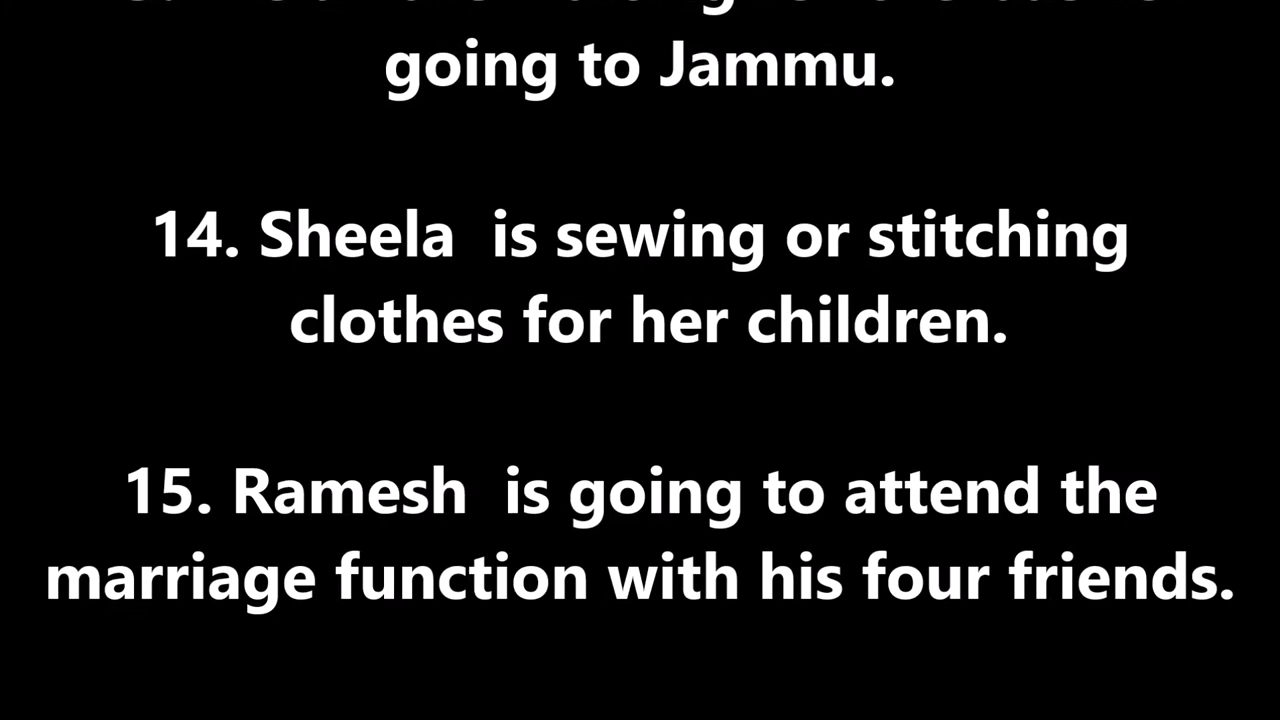 going to Jammu.
14. Sheela  is sewing or stitching
clothes for her children.
15. Ramesh  is going to attend the
marriage function with his four friends.